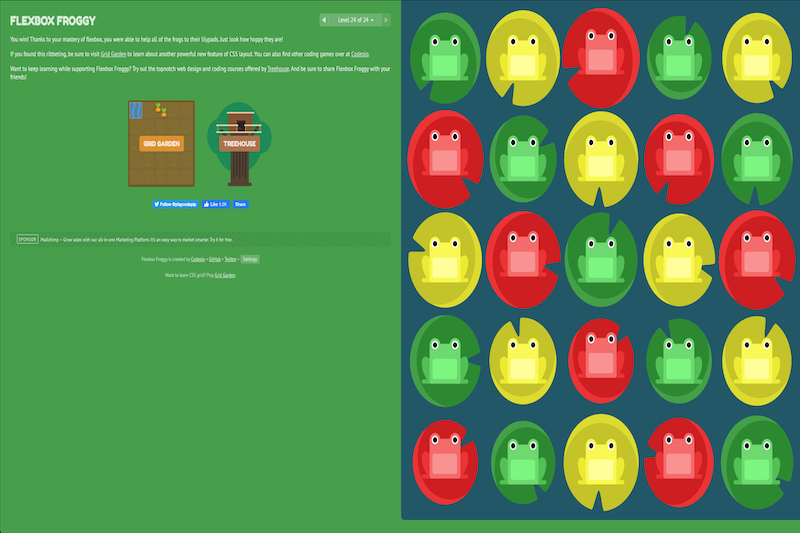 FLEXBOX FROGGY
Level 24 of 24
You win! Thanks to your mastery of flexbox, you were able to help all of the frogs to their lilypads. Just look how hoppy they are!
If you found this ribbeting, be sure to visit Grid Garden to learn about another powerful new feature of CSS layout. You can also find other coding games over at Codepip.
Want to keep learning while supporting Flexbox Froggy? Try out the topnotch web design and coding courses offered by Treehouse. And be sure to share Flexbox Froggy with your
friends!
GRID GARDEN
TREEHOUSE
Follow @playcodepip
Like 5.0K
Share
SPONSOR Mailchimp — Grow sales with our all-in-one Marketing Platform. It's an easy way to market smarter. Try it for free.
Flexbox Froggy is created by Codepip • GitHub • Twitter • Settings
Want to learn CSS grid? Play Grid Garden.